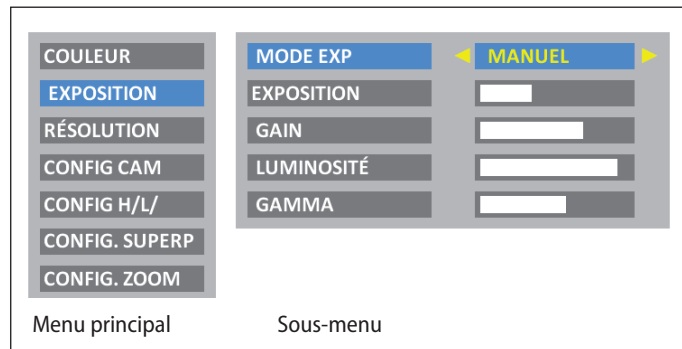 COULEUR
EXPOSITION
RÉSOLUTION
CONFIG CAM
CONFIG H/L/
CONFIG. SUPERP
CONFIG. ZOOM
MODE EXP
MANUEL
EXPOSITION
GAIN
LUMINOSITÉ
GAMMA
Menu principal
Sous-menu